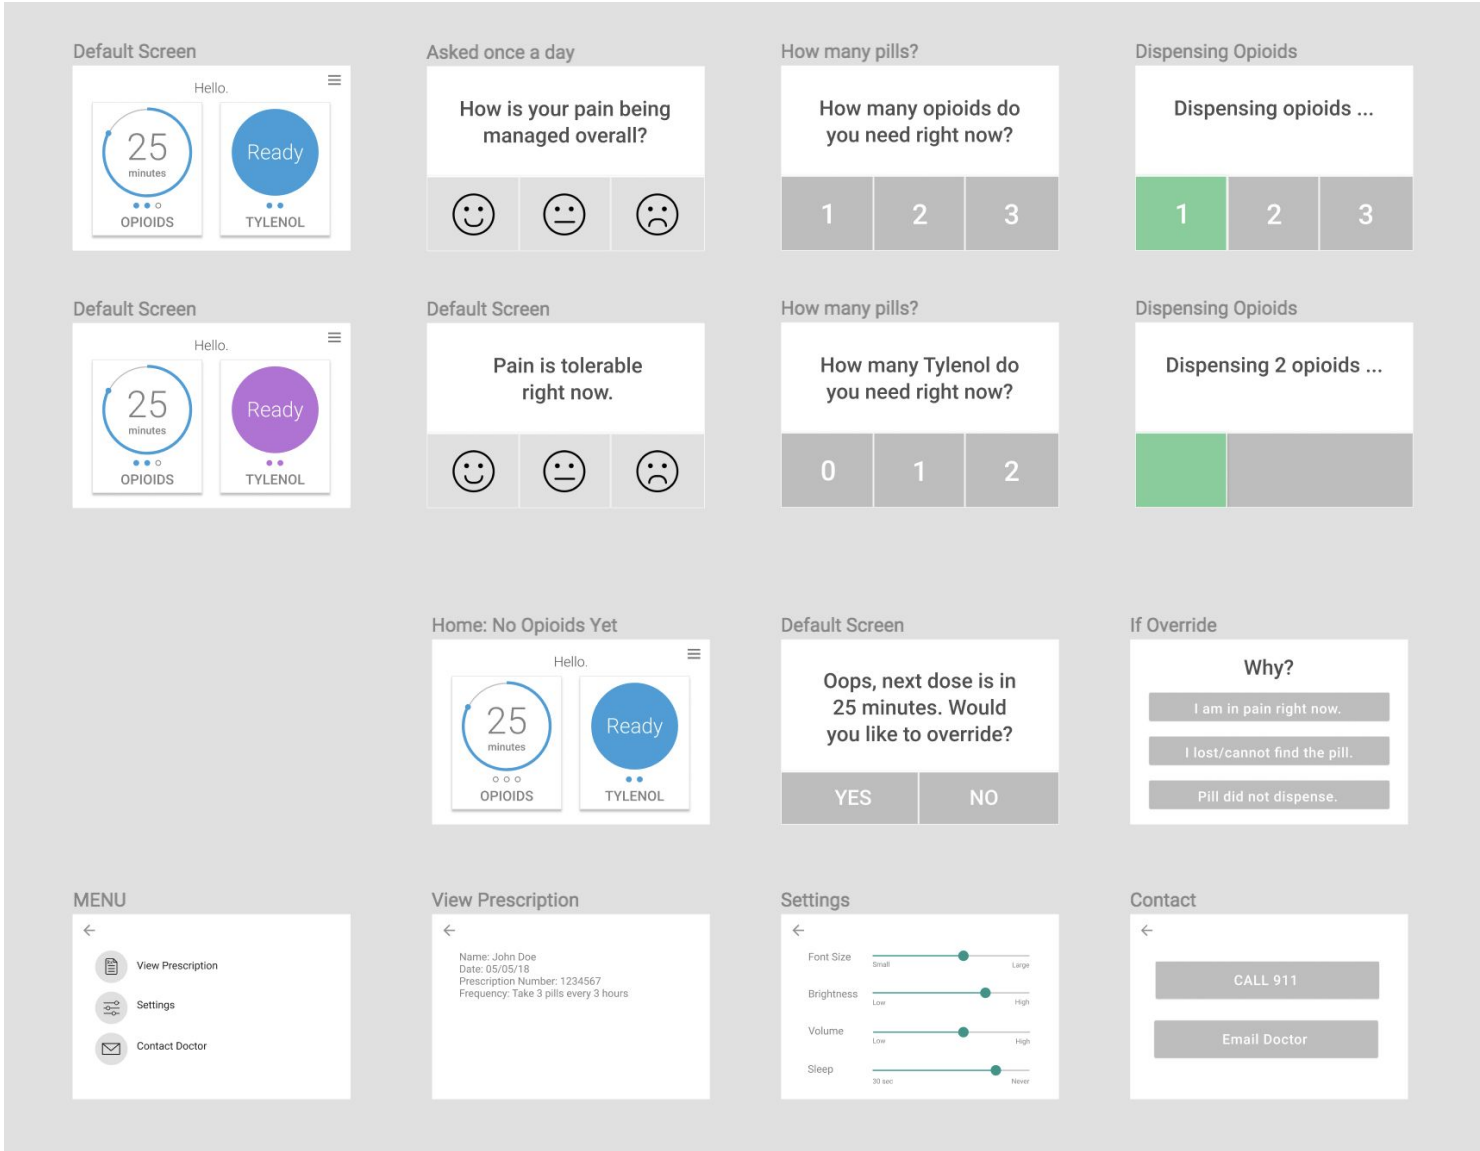 Default Screen
Hello.
25
minutes
OPIOIDS
Ready
TYLENOL
Asked once a day
How is your pain being
managed overall?
How many pills?
How many opioids do
you need right now?
1 2 3
Dispensing Opioids
Dispensing opioids ...
1 2 3
Default Screen
Hello.
25
minutes
OPIOIDS
Ready
TYLENOL
Default Screen
Pain is tolerable
right now.
How many pills?
How many Tylenol do
you need right now?
0 1 2
Dispensing Opioids
Dispensing 2 opioids ...
Home: No Opioids Yet
Hello.
25
minutes
OPIOIDS
Ready
TYLENOL
Default Screen
Oops, next dose is in
25 minutes. Would
you like to override?
YES NO
If Override
Why?
I am in pain right now.
I lost/cannot find the pill.
Pill did not dispense.
MENU
View Prescription
Settings
Contact Doctor
View Prescription
Name: John Doe
Date: 05/05/18
Prescription Number: 1234567
Frequency: Take 3 pills every 3 hours
Settings
Font Size
Small Large
Brightness
Low High
Volume
Low High
Sleep
30 sec Never
Contact
CALL 911
Email Doctor